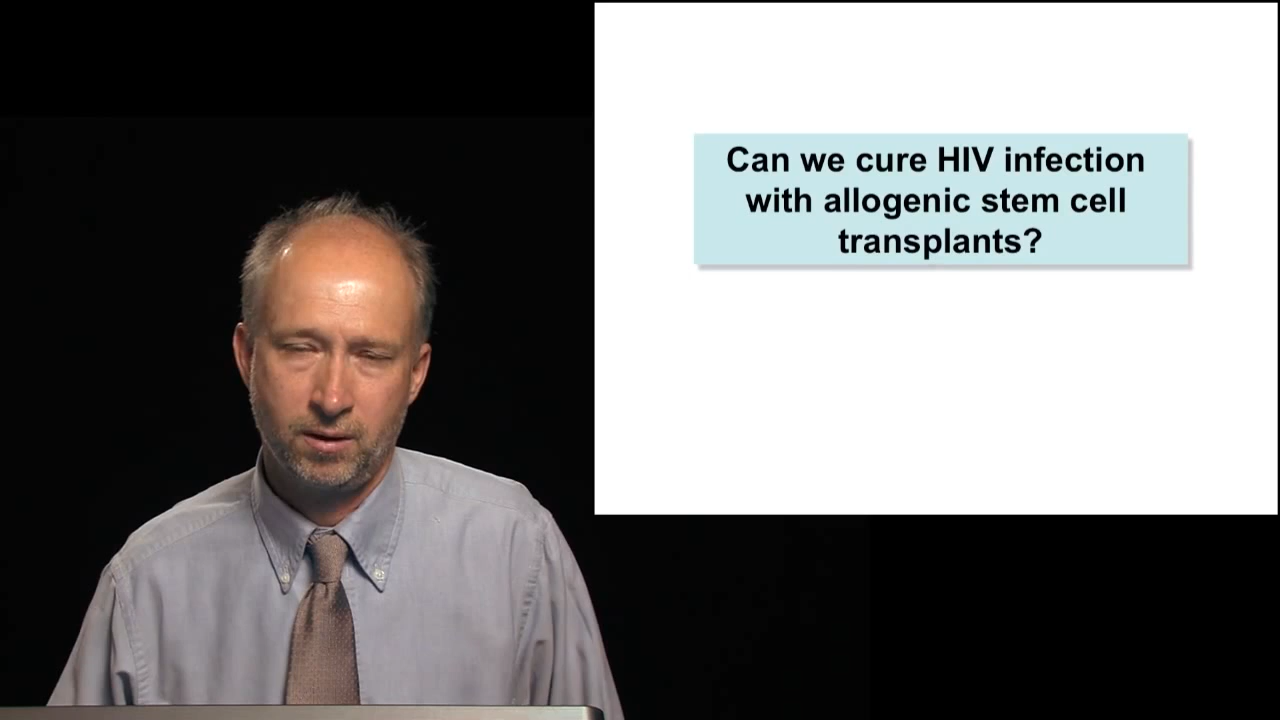 Can we cure HIV infection
with allogenic stem cell
transplants?